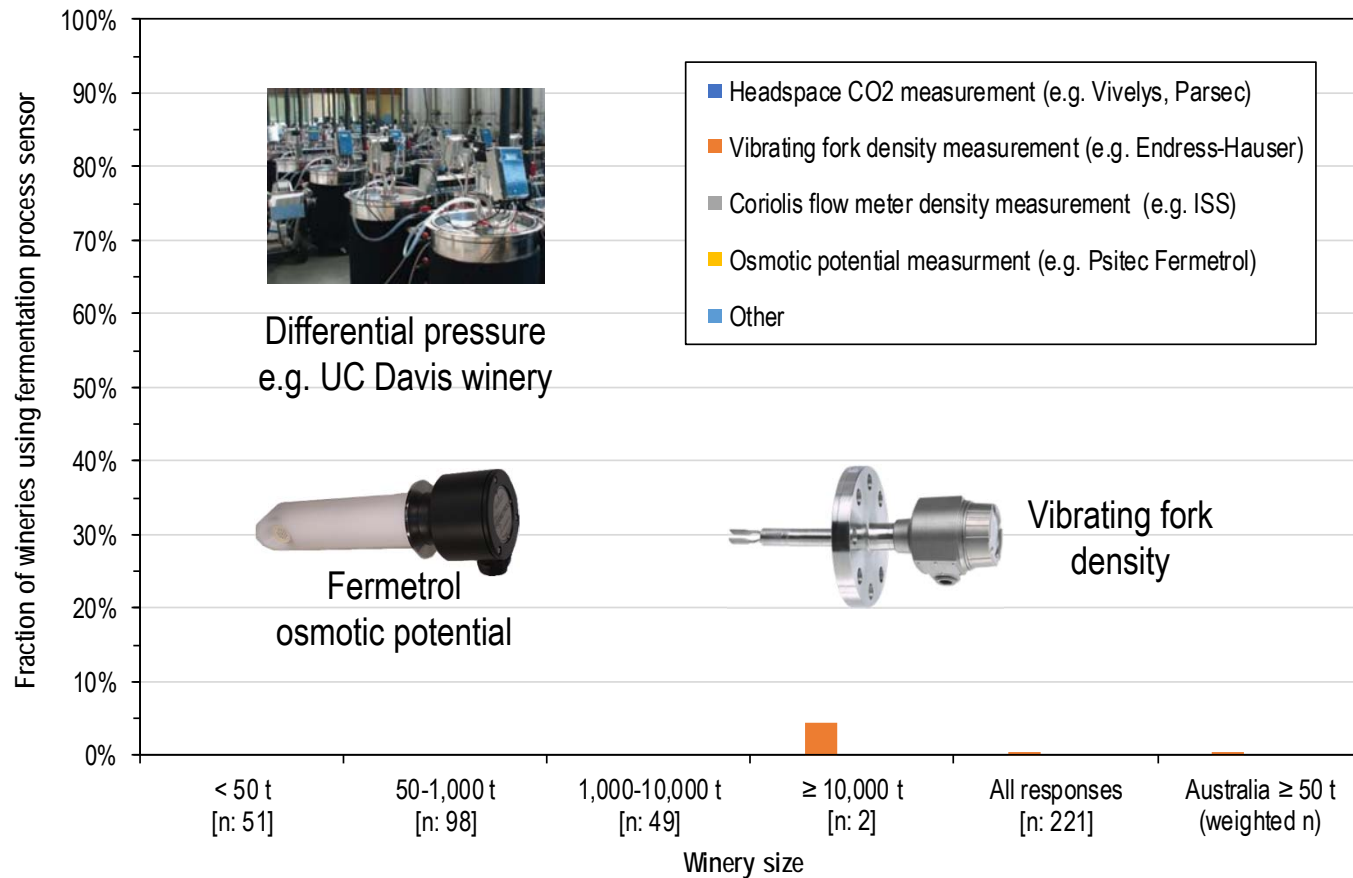 100%
90%
80%
70%
60%
50%
40%
30%
20%
10%
0%
Fraction of wineries using fermentation process sensor
Headspace CO2 measurement (e.g. Vivelys, Parsec)
Vibrating fork density measurement (e.g. Endress-Hauser)
Coriolis flow meter density measurement (e.g. ISS)
Osmotic potential measurment (e.g. Psitec Fermetrol)
Other
Differential pressure
e.g. UC Davis winery
Fermetrol
osmotic potential
Vibrating fork
density
< 50 t
[n: 51]
50-1,000 t
[n: 98]
1,000-10,000 t
[n: 49]
≥ 10,000 t
[n: 2]
All responses
[n: 221]
Australia ≥ 50 t
(weighted n)
Winery size